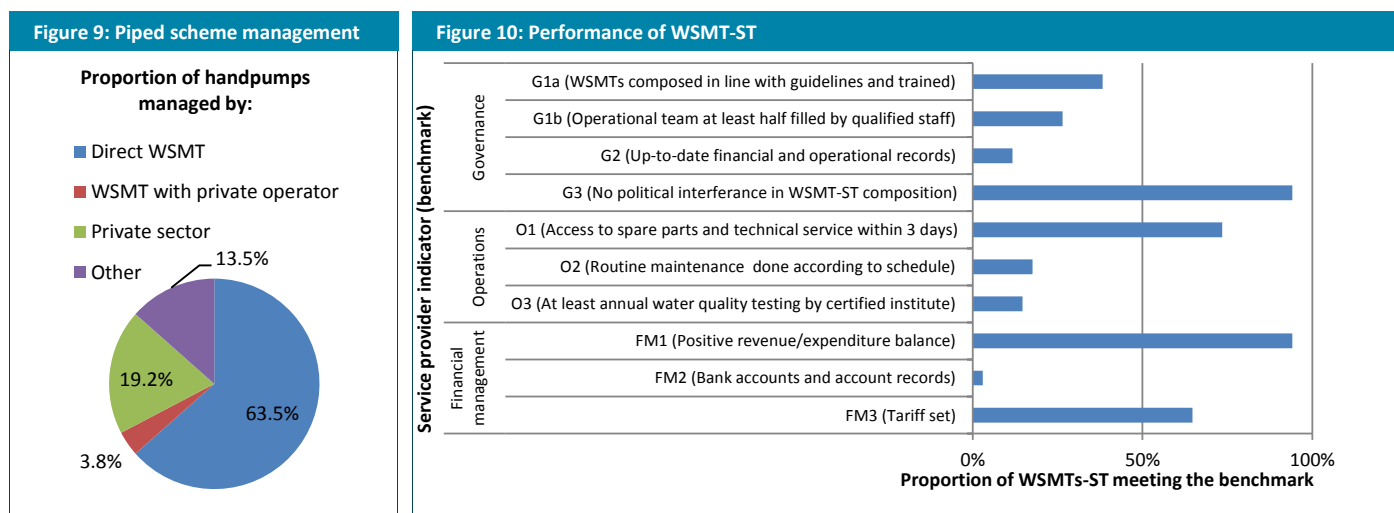 Figure 9: Piped scheme management
Proportion of handpumps
managed by:
Direct WSMT
WSMT with private operator
Private sector
Other
13.5%
19.2%
63.5%
3.8%
Figure 10: Performance of WSMT-ST
Service provider indicator (benchmark)
Governance
G1a (WSMTs composed in line with guidelines and trained)
G1b (Operational team at least half filled by qualified staff)
G2 (Up-to-date financial and operational records)
G3 (No political interferance in WSMT-ST composition)
Operations
O1 (Access to spare parts and technical service within 3 days)
O2 (Routine maintenance done according to schedule)
O3 (At least annual water quality testing by certified institute)
Financial
management
FM1 (Positive revenue/expenditure balance)
FM2 (Bank accounts and account records)
FM3 (Tariff set)
0%
50%
100%
Proportion of WSMTs-ST meeting the benchmark